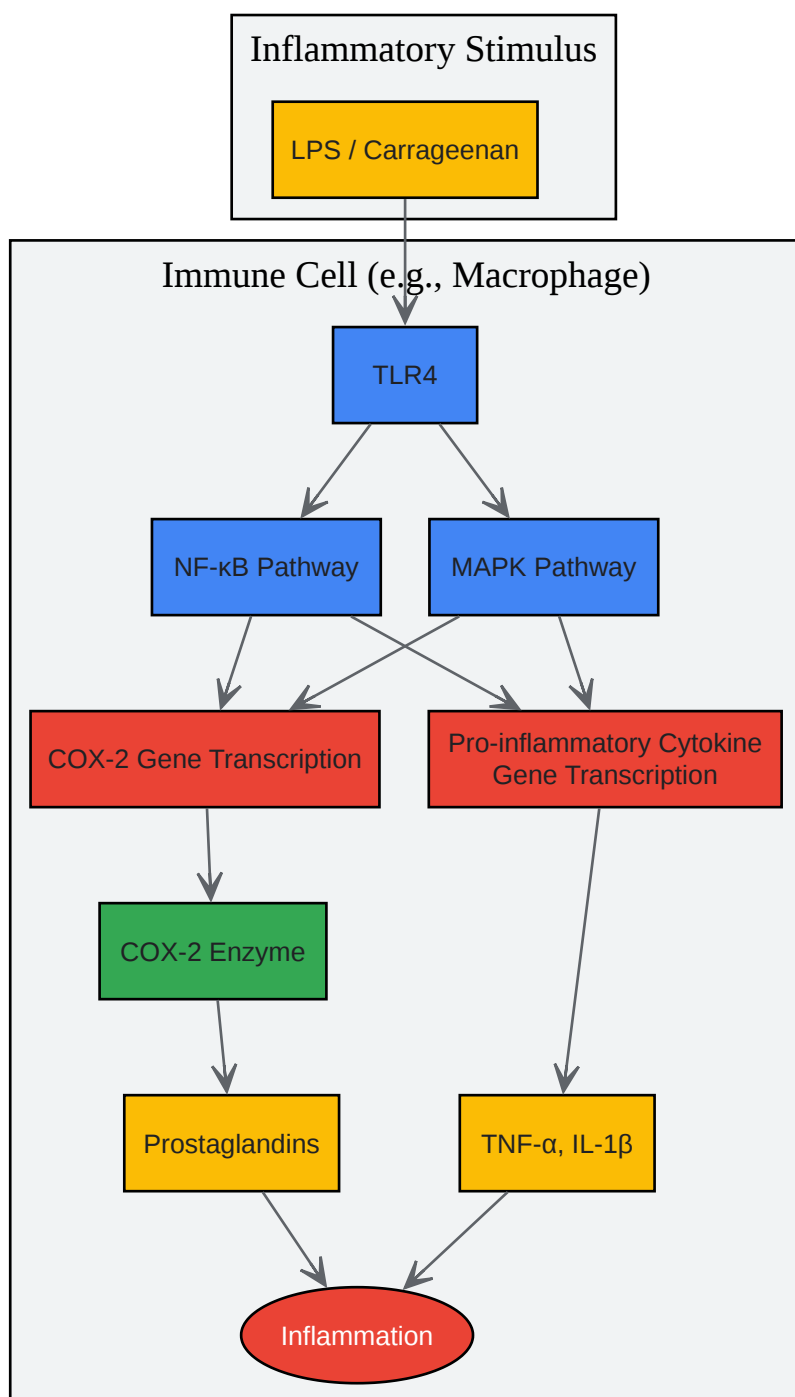 Inflammatory Stimulus
LPS / Carrageenan
Immune Cell (e.g., Macrophage)
TLR4
NF-κB Pathway
MAPK Pathway
COX-2 Gene Transcription
Pro-inflammatory Cytokine
Gene Transcription
COX-2 Enzyme
Prostaglandins
TNF-α, IL-1β
Inflammation